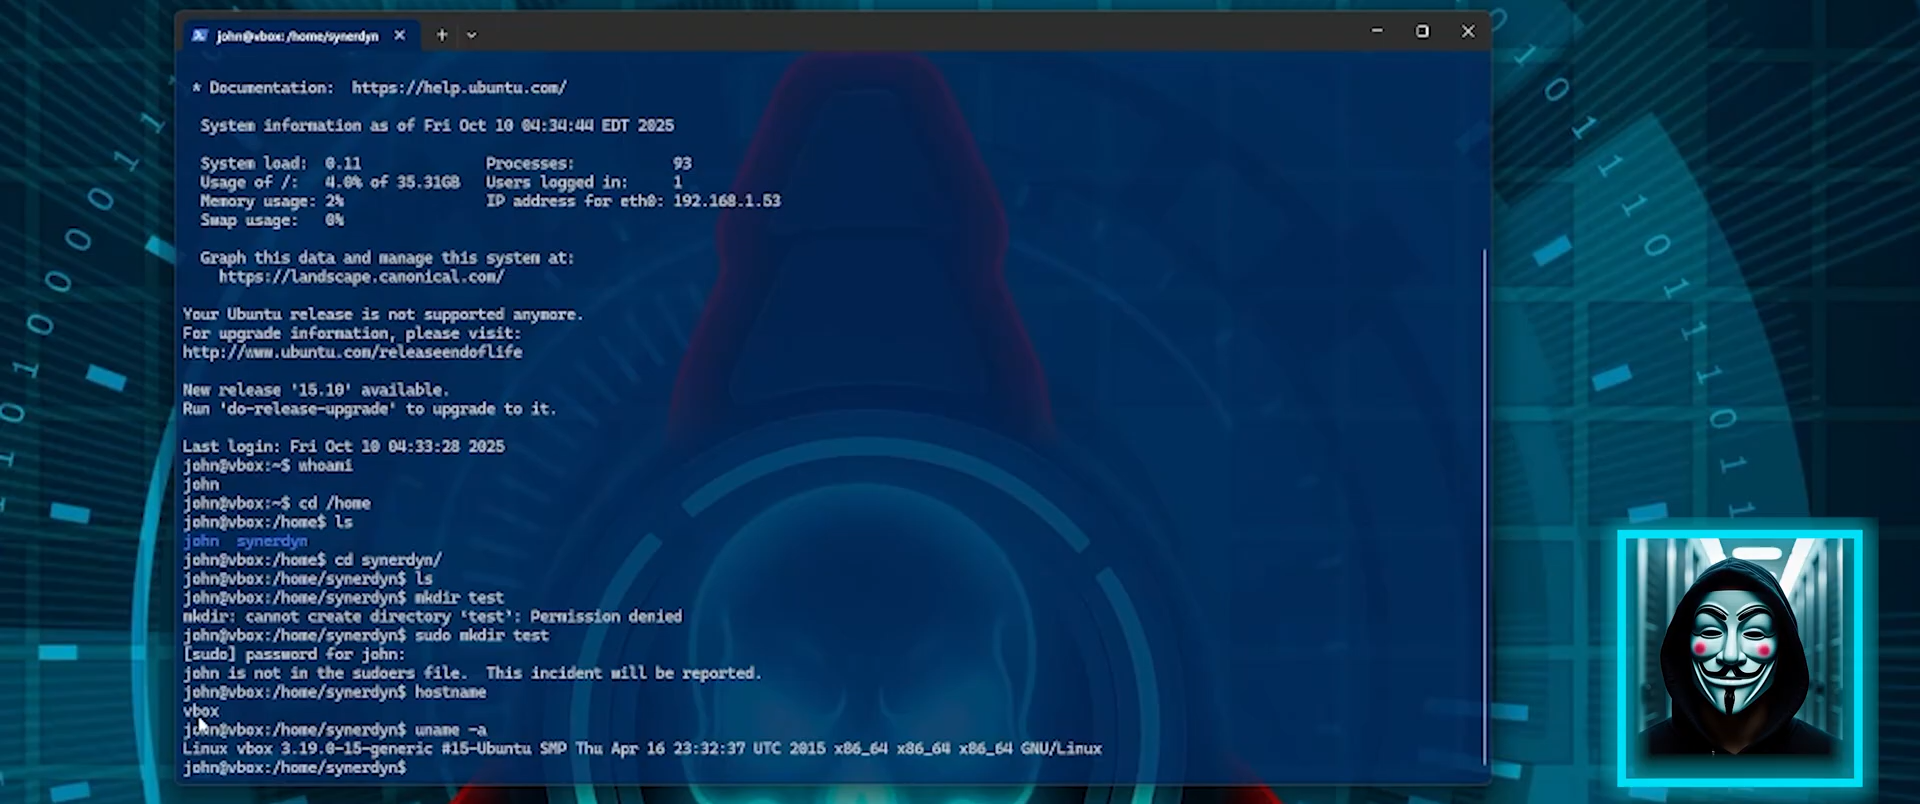 john@vbox: /home/synerdyn
* Documentation: https://help.ubuntu.com/
System information as of Fri Oct 10 04:34:44 EDT 2025
System load: 0.11 Processes: 93
Usage of /: 4.0% of 35.31GB Users logged in: 1
Memory usage: 2% IP address for eth0: 192.168.1.53
Swap usage: 0%
Graph this data and manage this system at:
https://landscape.canonical.com/
Your Ubuntu release is not supported anymore.
For upgrade information, please visit:
http://www.ubuntu.com/releaseendoflife
New release '15.10' available.
Run 'do-release-upgrade' to upgrade to it.
Last login: Fri Oct 10 04:33:28 2025
john@vbox:~$ whoami
john
john@vbox:~$ cd /home
john@vbox:/home$ ls
john synerdyn
john@vbox:/home$ cd synerdyn/
john@vbox:/home/synerdyn$ ls
john@vbox:/home/synerdyn$ mkdir test
mkdir: cannot create directory ‘test’: Permission denied
john@vbox:/home/synerdyn$ sudo mkdir test
[sudo] password for john:
john is not in the sudoers file. This incident will be reported.
john@vbox:/home/synerdyn$ hostname
vbox
john@vbox:/home/synerdyn$ uname -a
Linux vbox 3.19.0-15-generic #15-Ubuntu SMP Thu Apr 16 23:32:37 UTC 2015 x86_64 x86_64 x86_64 GNU/Linux
john@vbox:/home/synerdyn$